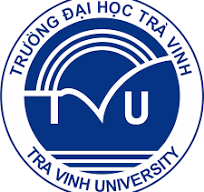 TRƯỜNG ĐẠI HỌC TRÀ VINH
TVU
TRA VINH UNIVERSITY